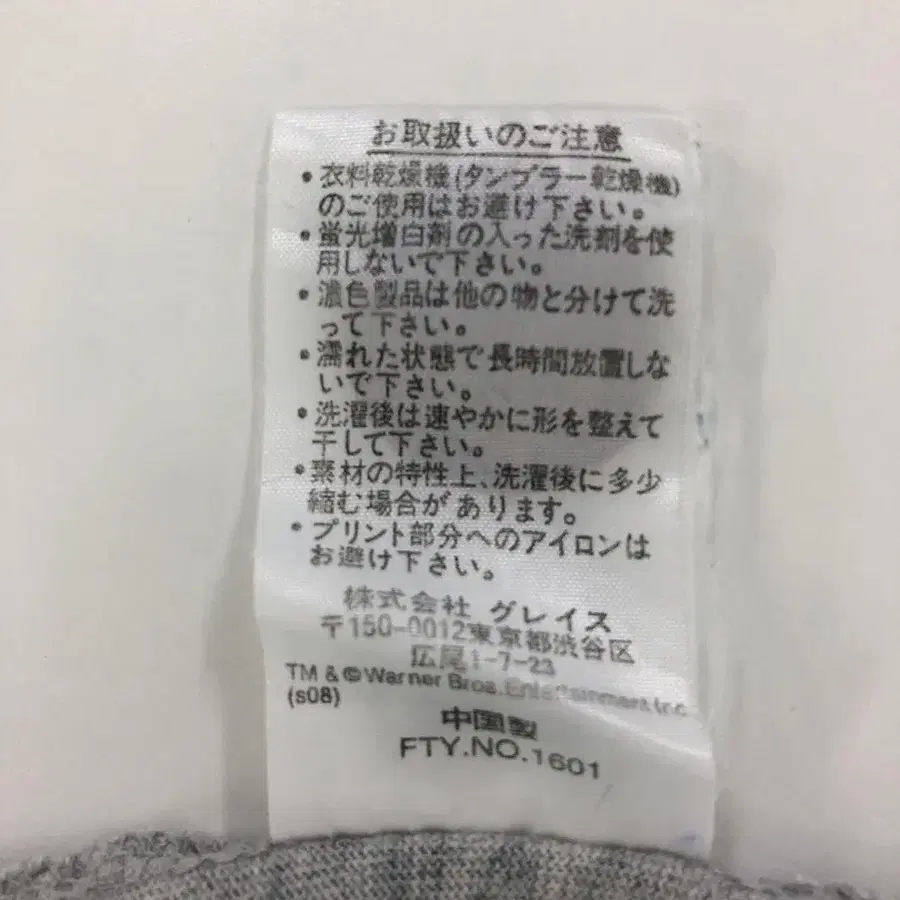 お取扱いのご注意
・衣料乾燥機(タンブラー乾燥機)
のご使用はお避け下さい。
・蛍光増白剤の入った洗剤を使
用しないで下さい。
・濃色製品は他の物と分けて洗
って下さい。
・濡れた状態で長時間放置しな
いで下さい。
・洗濯後は速やかに形を整えて
干して下さい。
・素材の特性上、洗濯後に多少
縮む場合があります。
・プリント部分へのアイロンは
お避け下さい。
株式会社 グレイス
〒150-0012東京都渋谷区
広尾1-7-23
TM & ©Warner Bros.Entertainment Inc.
(s08)
中国製
FTY.NO.1601